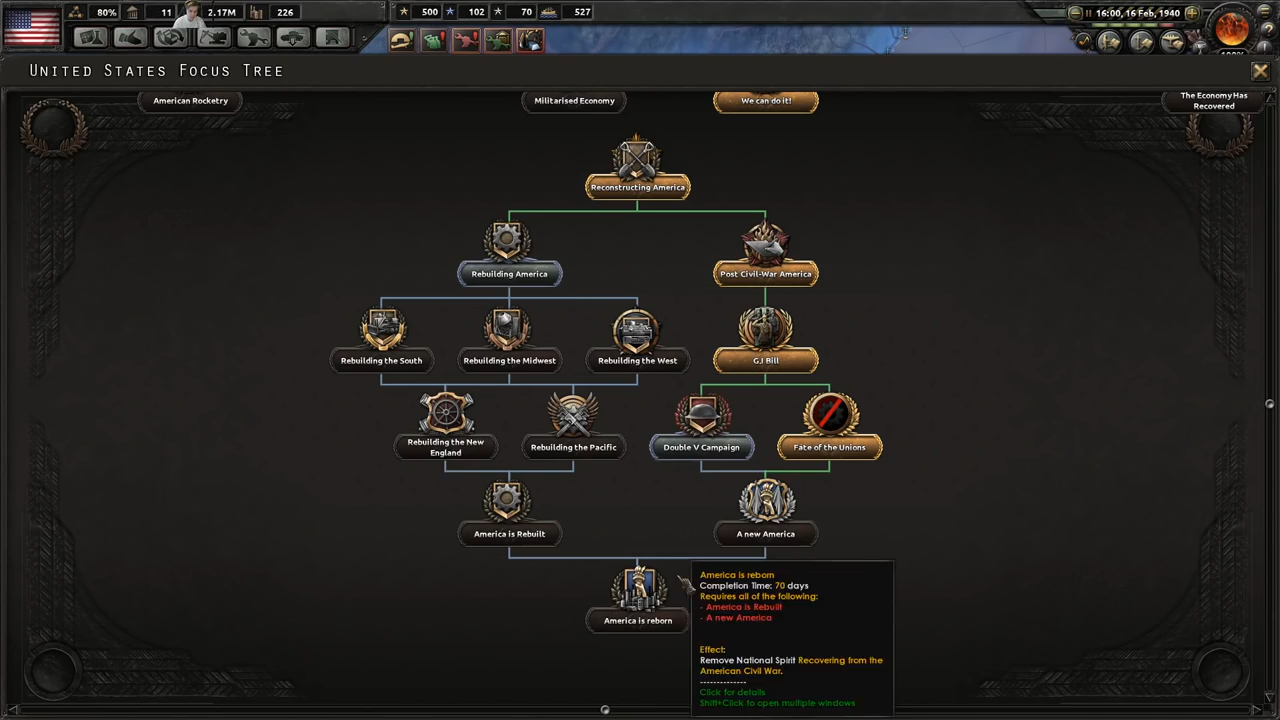 80%
11
2.17M
226
500
102
70
527
16:00, 16 Feb, 1940
United States Focus Tree
American Rocketry
Militarised Economy
We can do it!
The Economy Has
Recovered
Reconstructing America
Rebuilding America
Post Civil-War America
Rebuilding the South
Rebuilding the Midwest
Rebuilding the West
G.I Bill
Rebuilding the New
England
Rebuilding the Pacific
Double V Campaign
Fate of the Unions
America is Rebuilt
A new America
America is reborn
America is reborn
Completion Time: 70 days
Requires all of the following:
- America is Rebuilt
- A new America
Effect:
Remove National Spirit Recovering from the
American Civil War.
--------------
Click for details
Shift+Click to open multiple windows